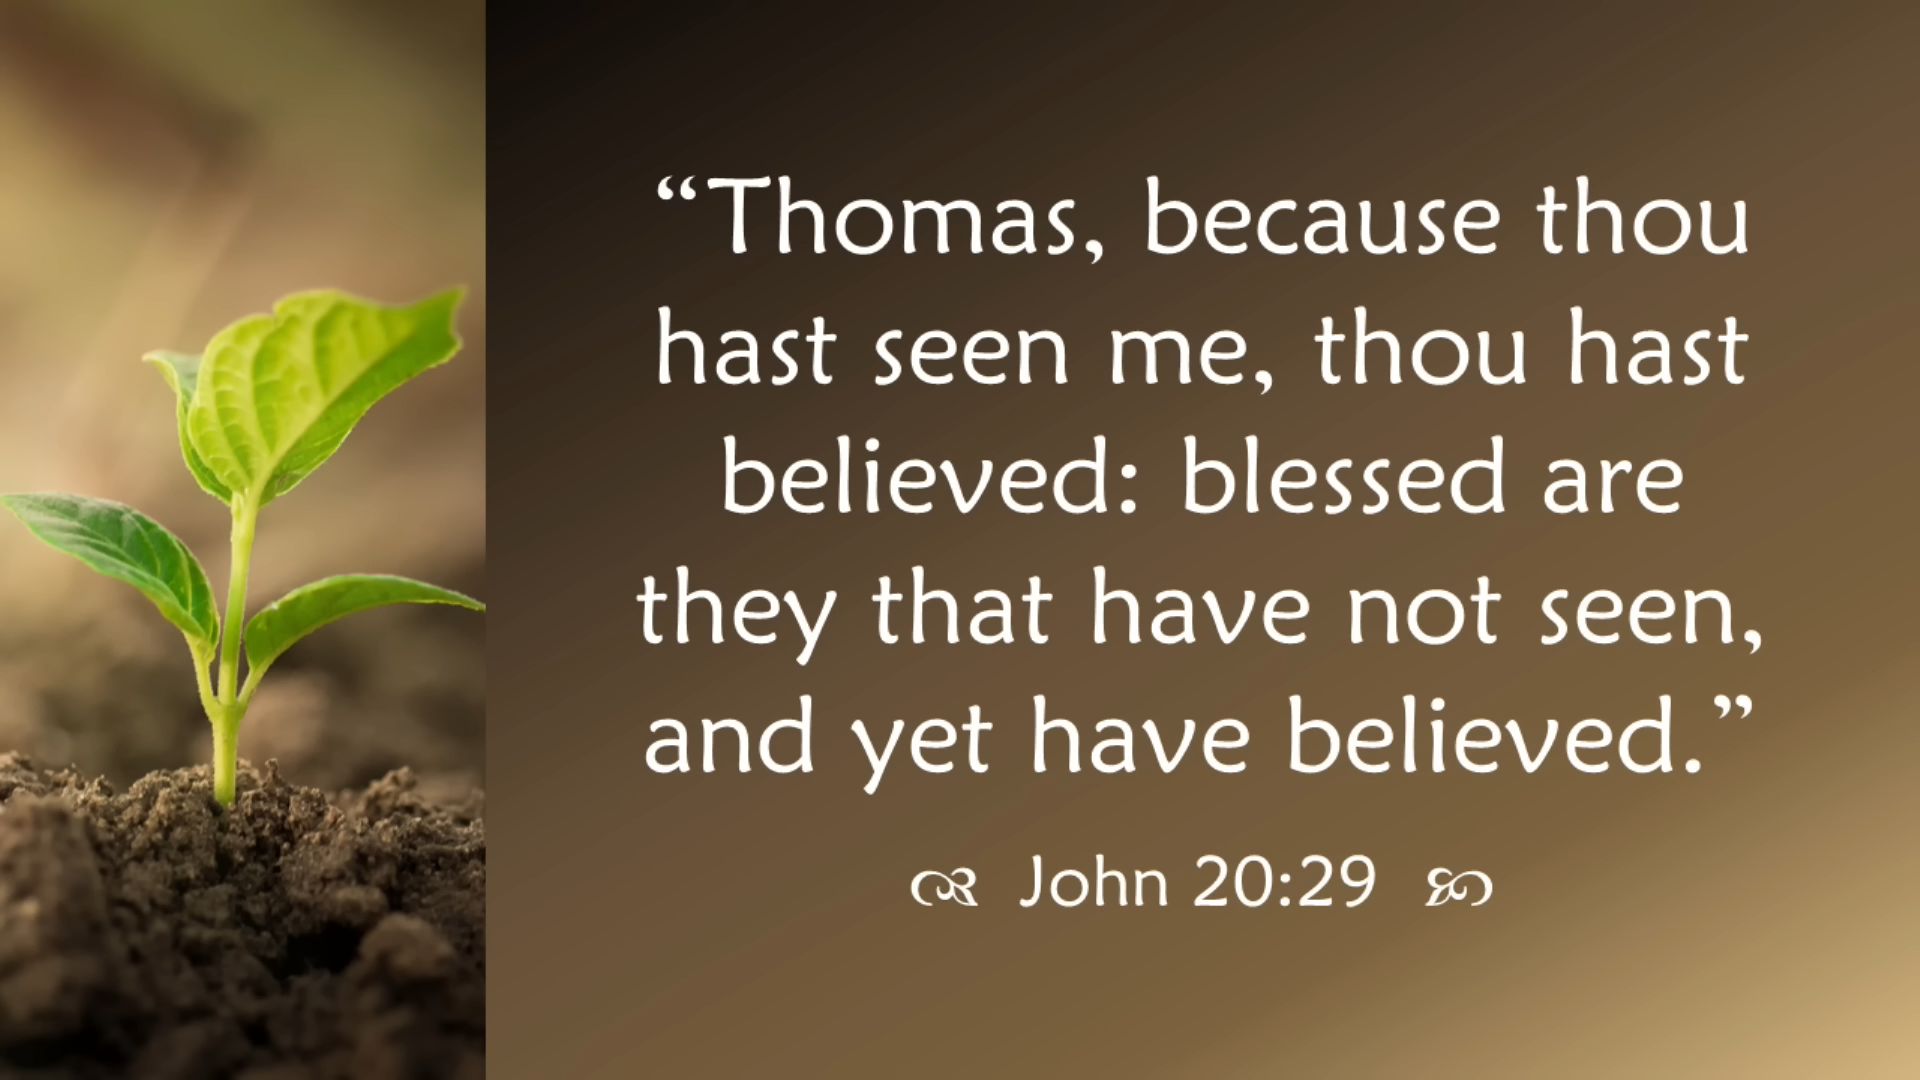 “Thomas, because thou
hast seen me, thou hast
believed: blessed are
they that have not seen,
and yet have believed.”
John 20:29